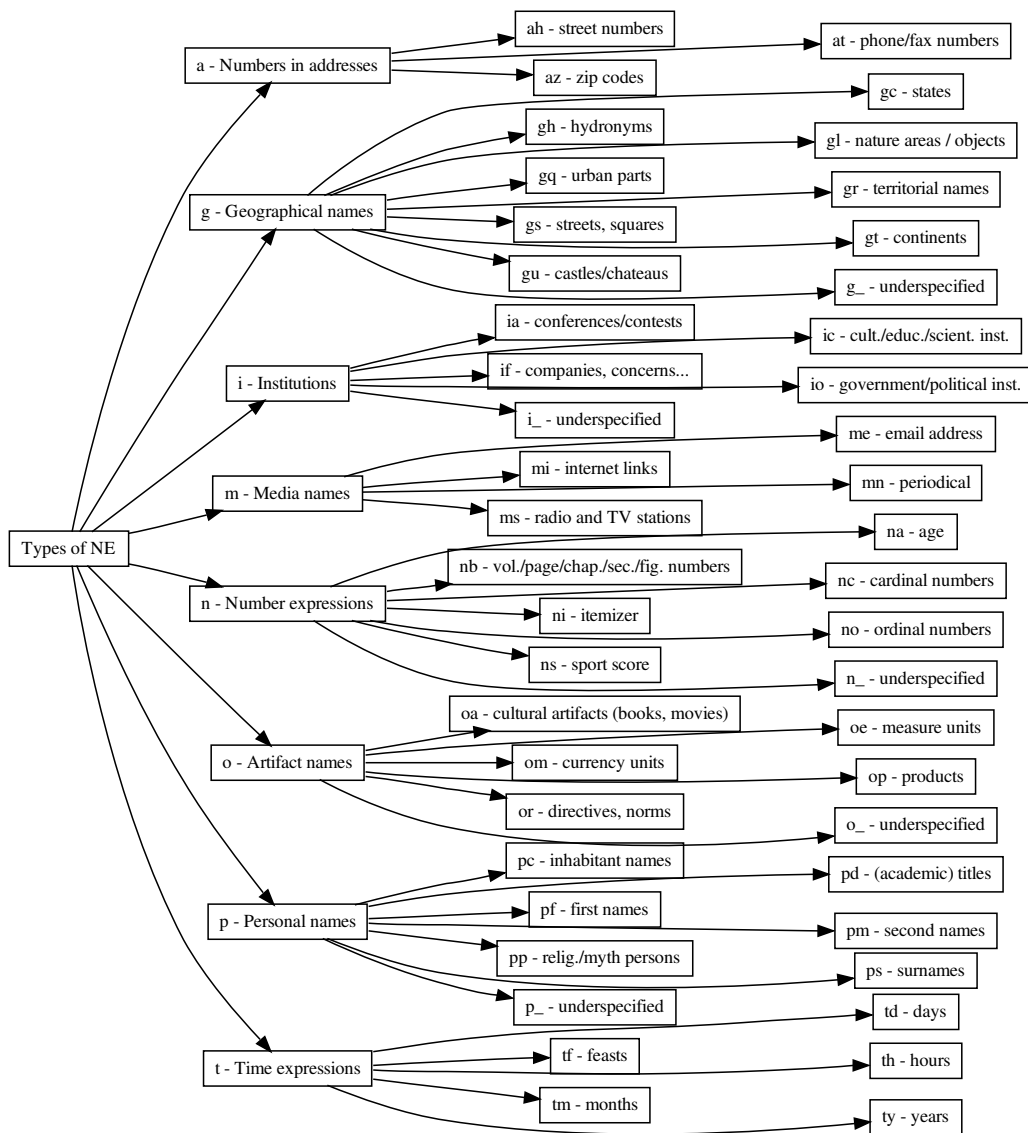 Types of NE
a - Numbers in addresses
ah - street numbers
at - phone/fax numbers
az - zip codes
g - Geographical names
gc - states
gh - hydronyms
gl - nature areas / objects
gq - urban parts
gr - territorial names
gs - streets, squares
gt - continents
gu - castles/chateaus
g_ - underspecified
i - Institutions
ia - conferences/contests
ic - cult./educ./scient. inst.
if - companies, concerns...
io - government/political inst.
i_ - underspecified
m - Media names
me - email address
mi - internet links
mn - periodical
ms - radio and TV stations
n - Number expressions
na - age
nb - vol./page/chap./sec./fig. numbers
nc - cardinal numbers
ni - itemizer
no - ordinal numbers
ns - sport score
n_ - underspecified
o - Artifact names
oa - cultural artifacts (books, movies)
oe - measure units
om - currency units
op - products
or - directives, norms
o_ - underspecified
p - Personal names
pc - inhabitant names
pd - (academic) titles
pf - first names
pm - second names
pp - relig./myth persons
ps - surnames
p_ - underspecified
t - Time expressions
td - days
tf - feasts
th - hours
tm - months
ty - years